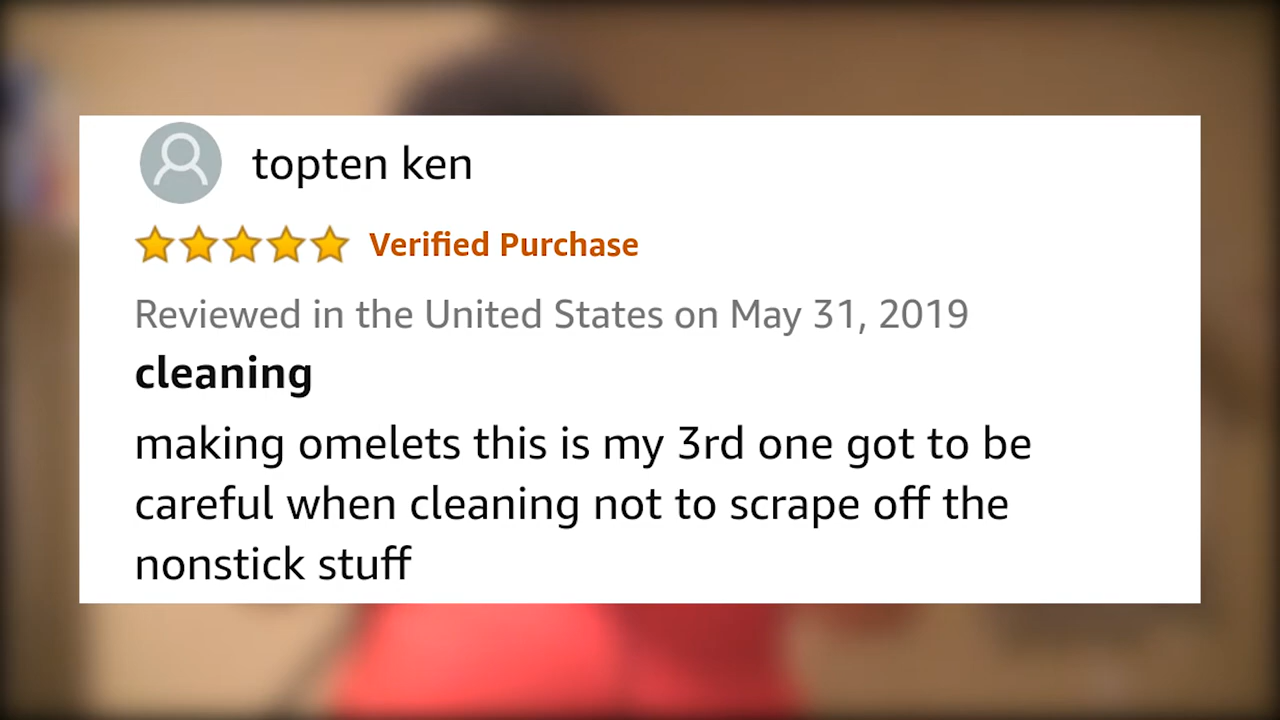 topten ken
Verified Purchase
Reviewed in the United States on May 31, 2019
cleaning
making omelets this is my 3rd one got to be
careful when cleaning not to scrape off the
nonstick stuff